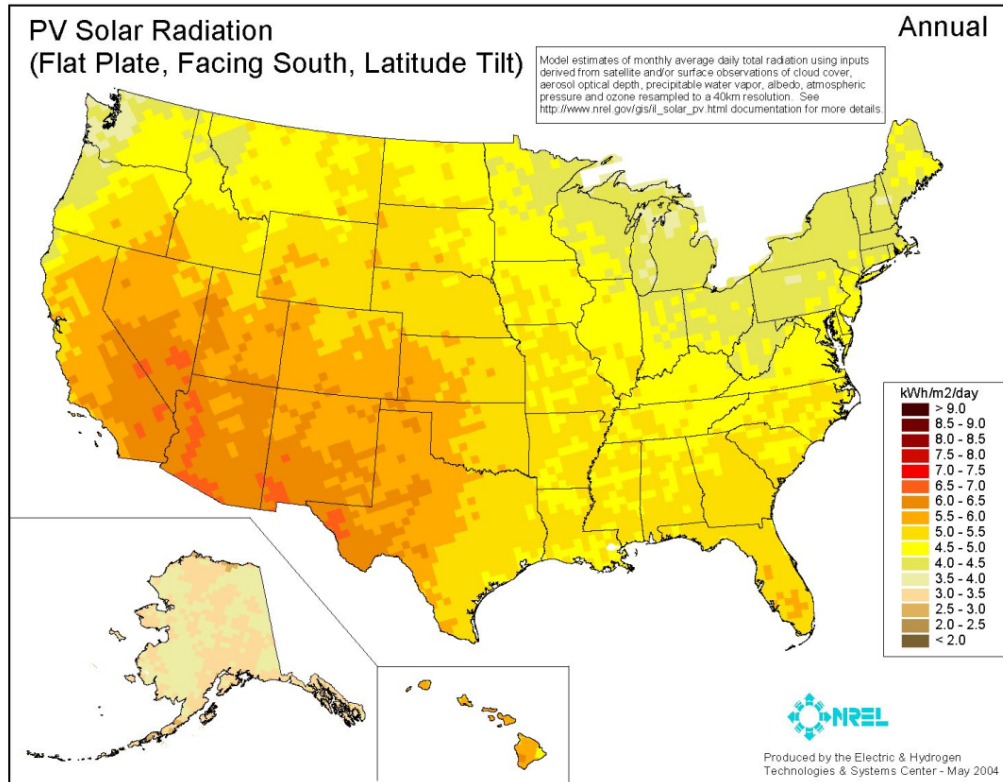 PV Solar Radiation
(Flat Plate, Facing South, Latitude Tilt)
Annual
Model estimates of monthly average daily total radiation using inputs
derived from satellite and/or surface observations of cloud cover,
aerosol optical depth, precipitable water vapor, albedo, atmospheric
pressure and ozone resampled to a 40km resolution. See
http://www.nrel.gov/gis/il_solar_pv.html documentation for more details.
kWh/m2/day
> 9.0
8.5 - 9.0
8.0 - 8.5
7.5 - 8.0
7.0 - 7.5
6.5 - 7.0
6.0 - 6.5
5.5 - 6.0
5.0 - 5.5
4.5 - 5.0
4.0 - 4.5
3.5 - 4.0
3.0 - 3.5
2.5 - 3.0
2.0 - 2.5
< 2.0
NREL
Produced by the Electric & Hydrogen
Technologies & Systems Center - May 2004